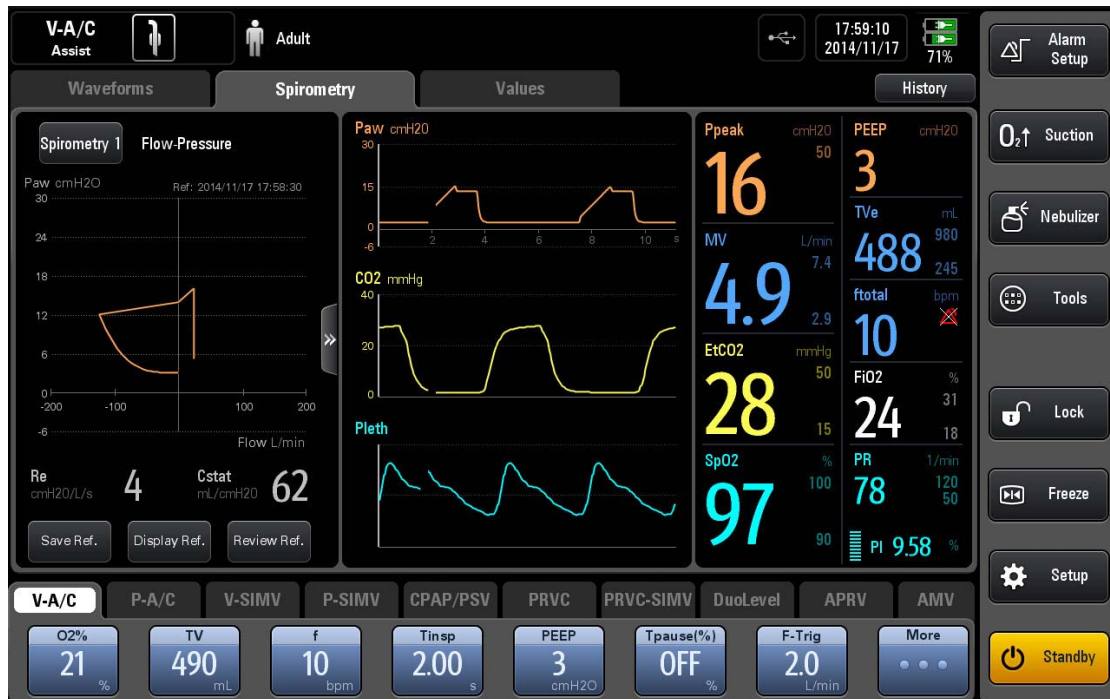 V-A/C
Assist
Adult
17:59:10
2014/11/17
71%
Waveforms
Spirometry
Values
History
Spirometry 1
Flow-Pressure
Paw cmH2O
Ref: 2014/11/17 17:58:30
30
24
18
12
6
0
-6
-200
-100
100
200
Flow L/min
Re
cmH2O/L/s
4
Cstat
mL/cmH2O
62
Save Ref.
Display Ref.
Review Ref.
Paw cmH2O
30
15
0
-6
2
4
6
8
10
s
CO2 mmHg
40
20
0
Pleth
Ppeak cmH2O
50
16
MV L/min
7.4
4.9
2.9
EtCO2 mmHg
50
28
15
SpO2 %
100
97
90
PEEP cmH2O
3
TVe mL
980
488
245
ftotal bpm
10
FiO2 %
31
24
18
PR 1/min
120
78
50
PI 9.58 %
V-A/C
P-A/C
V-SIMV
P-SIMV
CPAP/PSV
PRVC
PRVC-SIMV
DuoLevel
APRV
AMV
O2%
21
%
TV
490
mL
f
10
bpm
Tinsp
2.00
s
PEEP
3
cmH2O
Tpause(%)
OFF
%
F-Trig
2.0
L/min
More
Alarm
Setup
O2↑ Suction
Nebulizer
Tools
Lock
Freeze
Setup
Standby